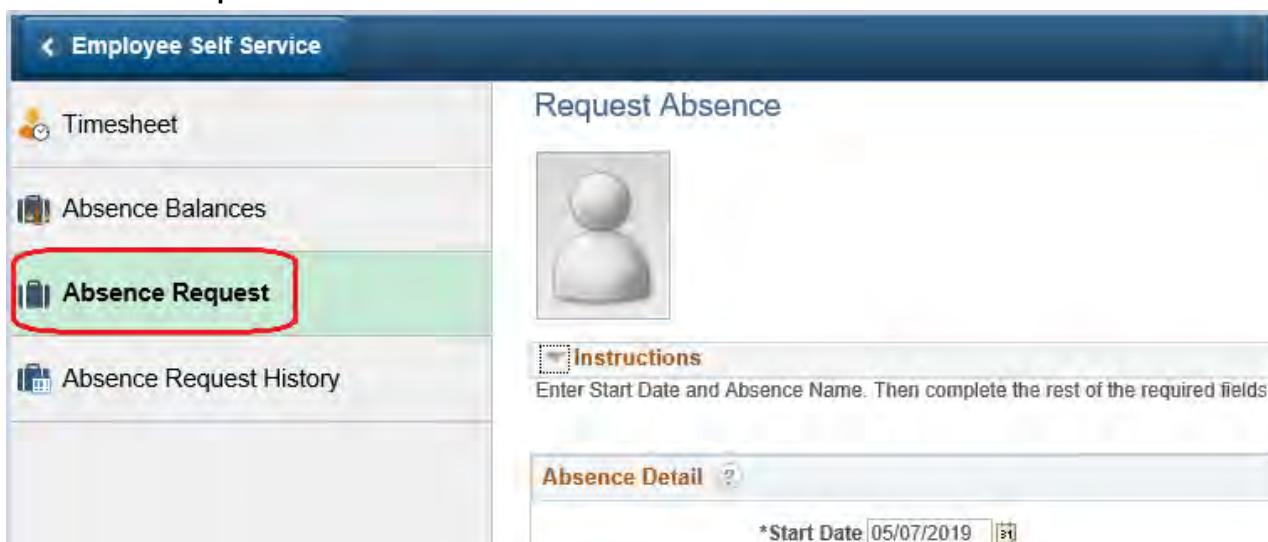 Employee Self Service
Timesheet
Absence Balances
Absence Request
Absence Request History
Request Absence
Instructions
Enter Start Date and Absence Name. Then complete the rest of the required fields
Absence Detail ?
*Start Date 05/07/2019 31